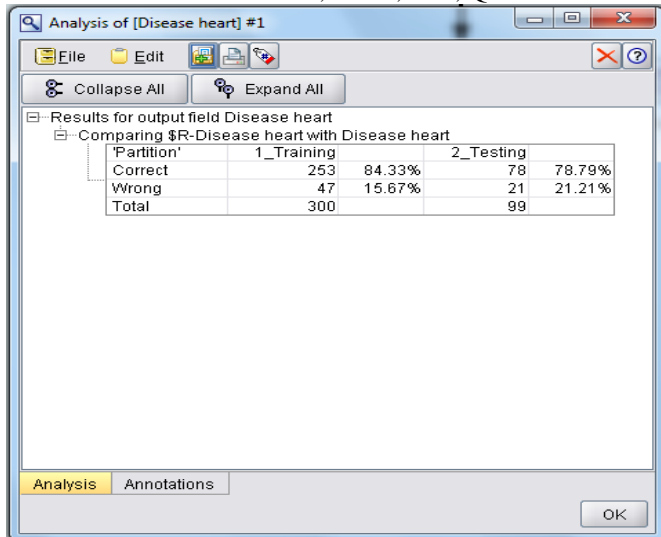 Analysis of [Disease heart] #1
File Edit
Collapse All Expand All
Results for output field Disease heart
Comparing $R-Disease heart with Disease heart
'Partition' 1_Training 2_Testing
Correct 253 84.33% 78 78.79%
Wrong 47 15.67% 21 21.21%
Total 300 99
Analysis Annotations
OK